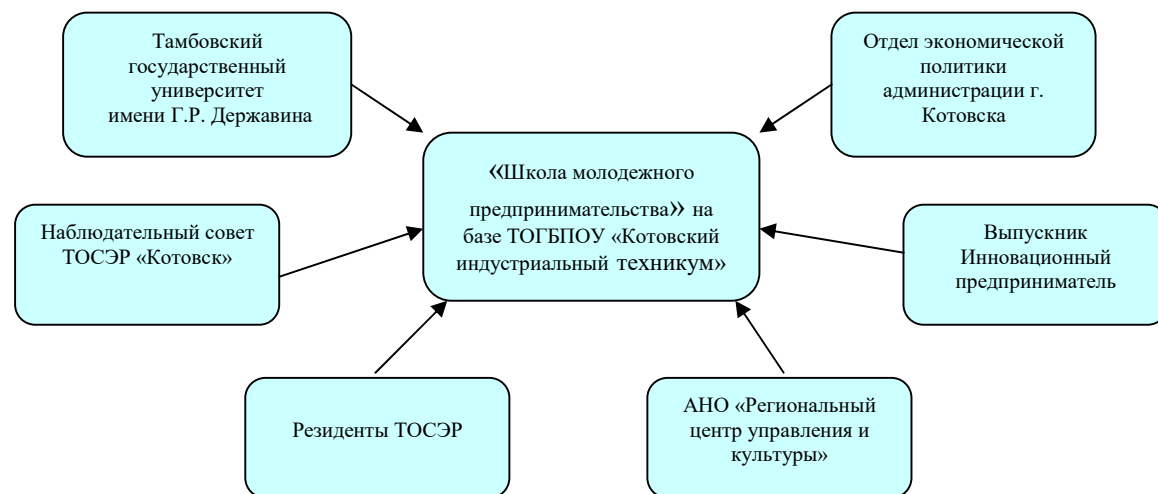 Тамбовский
государственный
университет
имени Г.Р. Державина
Отдел экономической
политики
администрации г.
Котовска
«Школа молодежного
предпринимательства» на
базе ТОГБПОУ «Котовский
индустриальный техникум»
Наблюдательный совет
ТОСЭР «Котовск»
Выпускник
Инновационный
предприниматель
Резиденты ТОСЭР
АНО «Региональный
центр управления и
культуры»